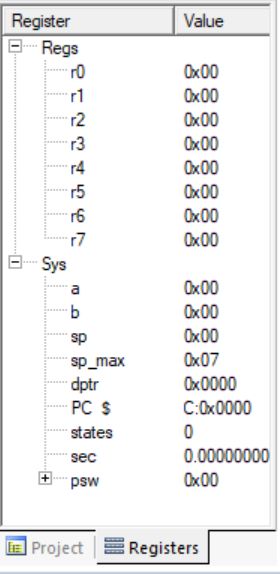 Register Value
Regs
r0 0x00
r1 0x00
r2 0x00
r3 0x00
r4 0x00
r5 0x00
r6 0x00
r7 0x00
Sys
a 0x00
b 0x00
sp 0x00
sp_max 0x07
dptr 0x0000
PC $ C:0x0000
states 0
sec 0.00000000
psw 0x00
Project Registers